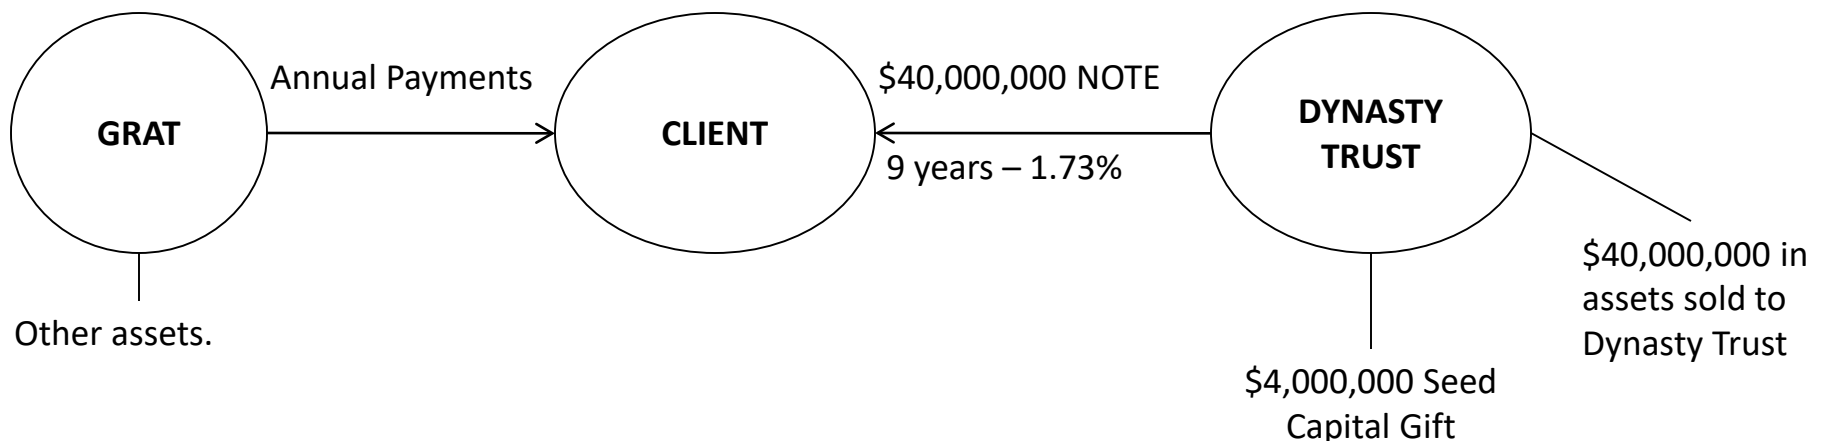 GRAT
Annual Payments
CLIENT
$40,000,000 NOTE
9 years – 1.73%
DYNASTY
TRUST
Other assets.
$4,000,000 Seed
Capital Gift
$40,000,000 in
assets sold to
Dynasty Trust